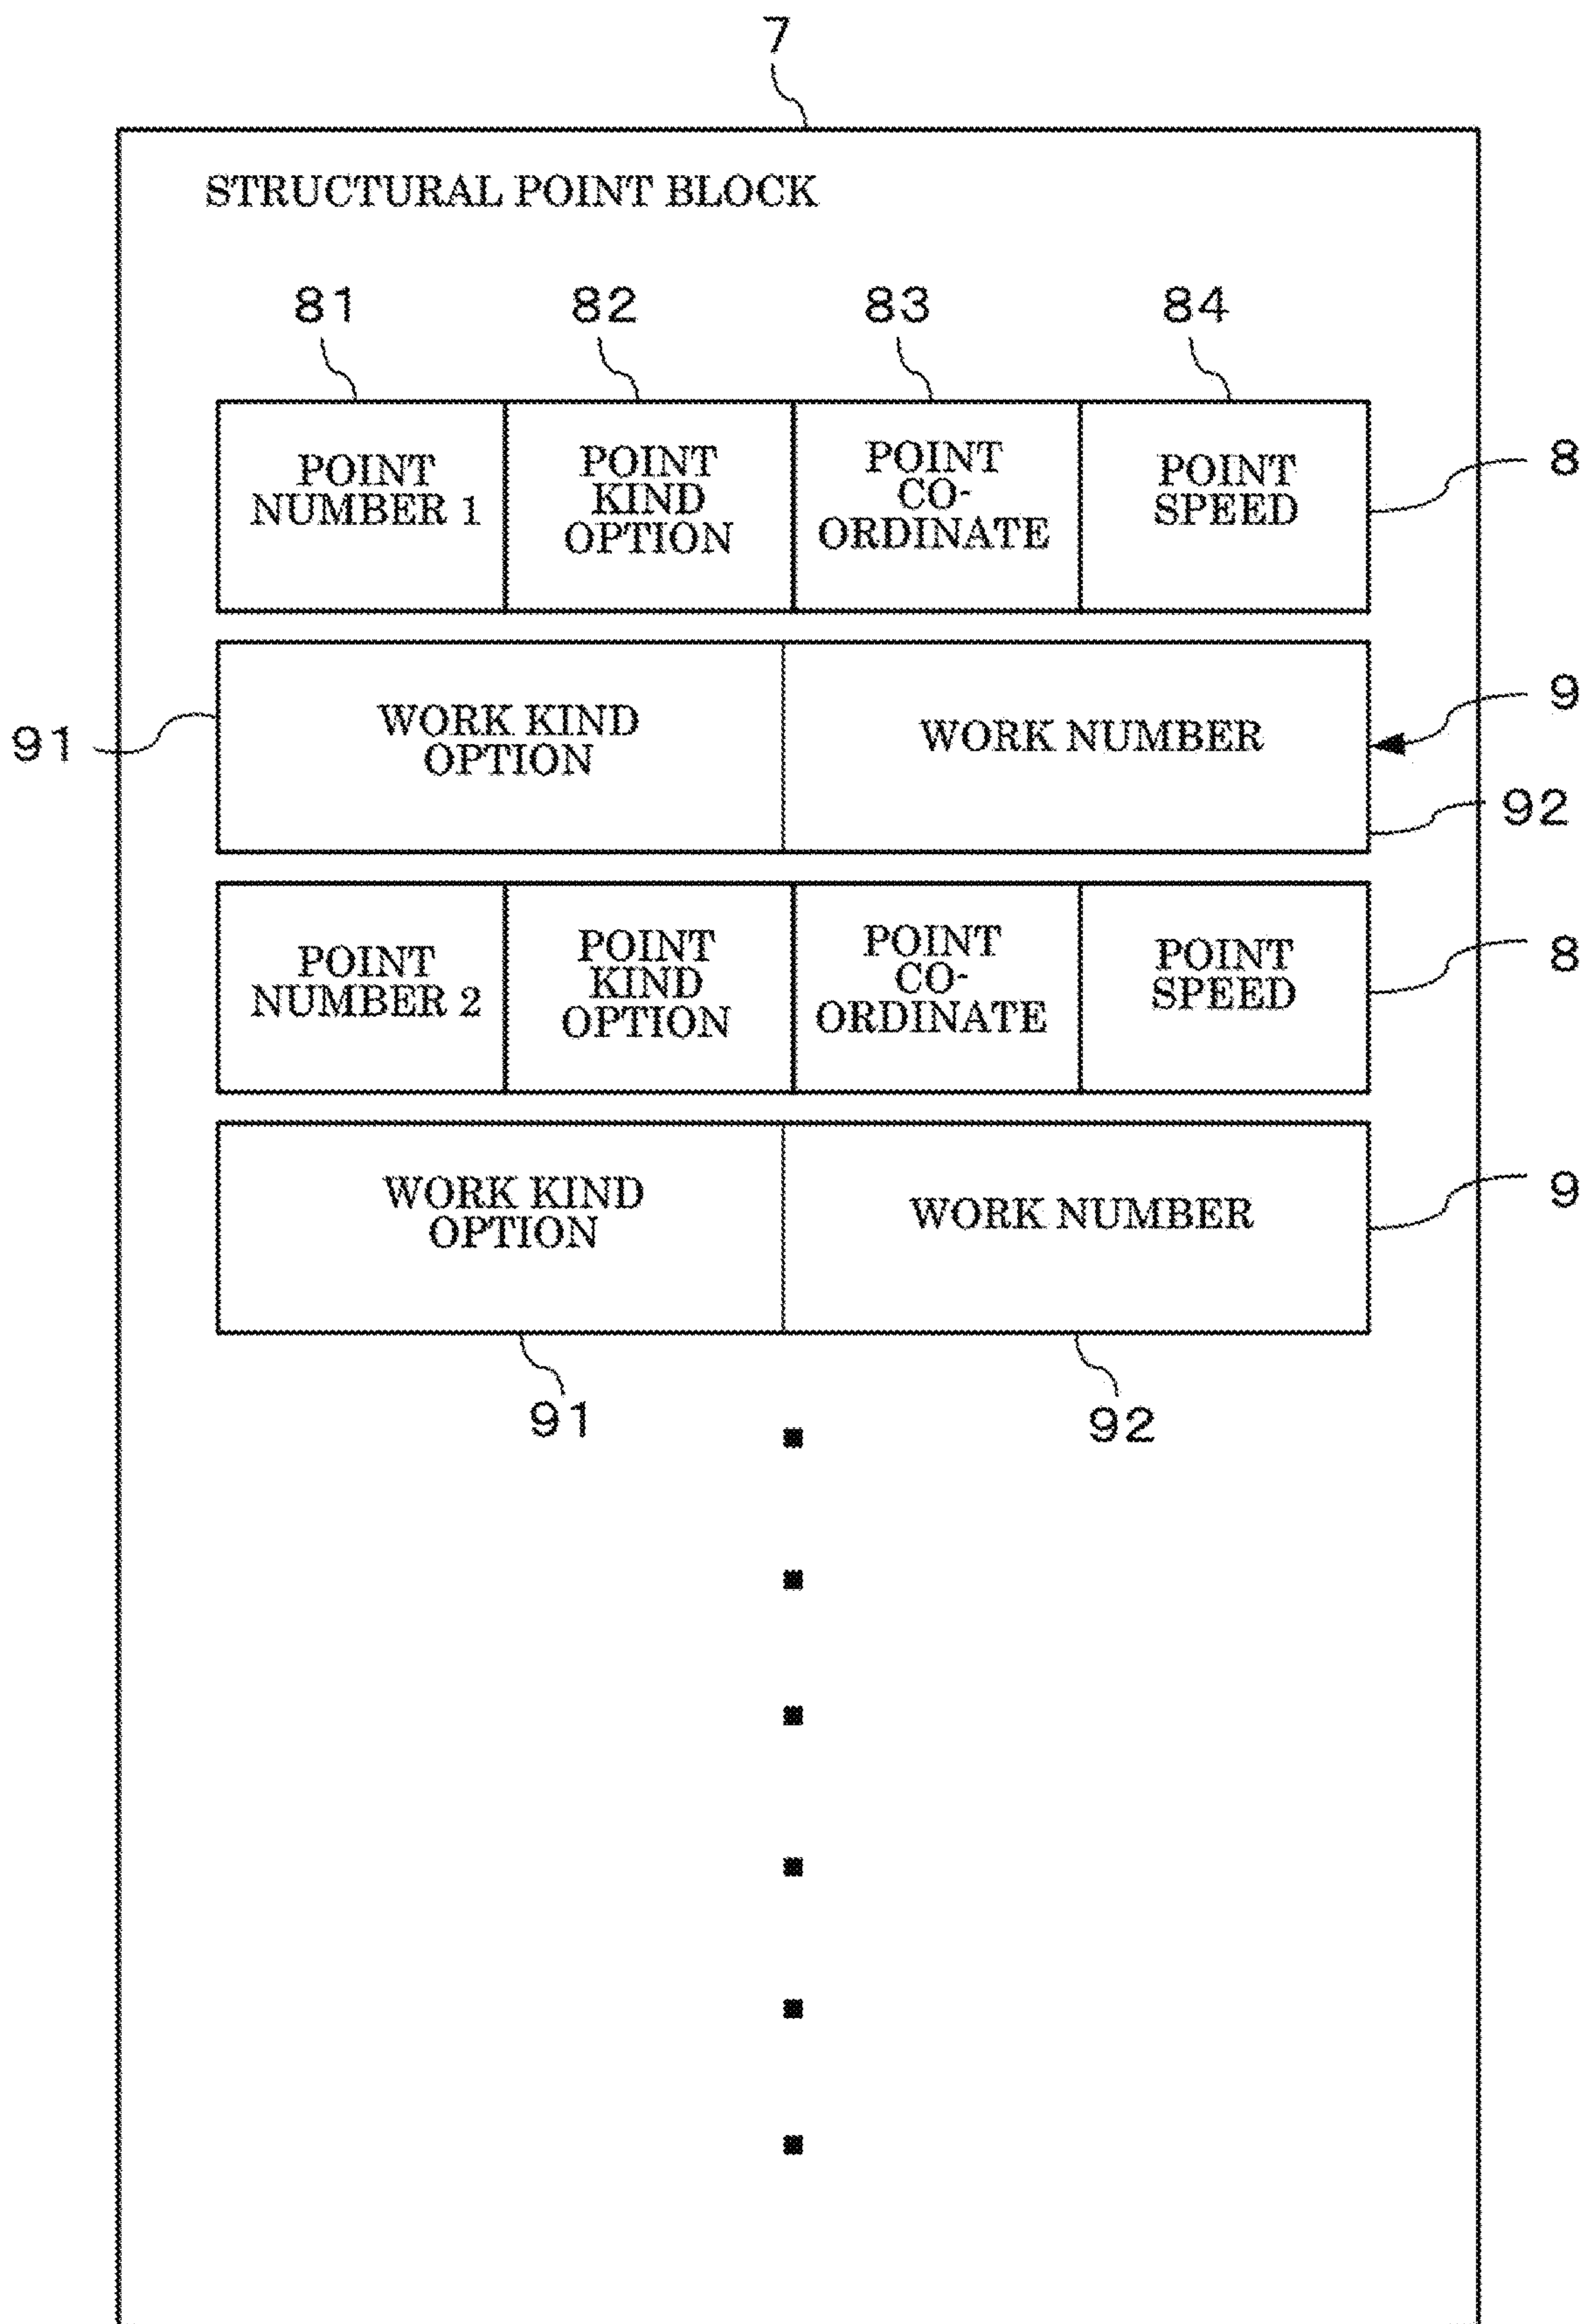 7
STRUCTURAL POINT BLOCK
81 82 83 84
POINT
NUMBER 1
POINT
KIND
OPTION
POINT
CO-
ORDINATE
POINT
SPEED
8
91
WORK KIND
OPTION
WORK NUMBER
9
92
POINT
NUMBER 2
POINT
KIND
OPTION
POINT
CO-
ORDINATE
POINT
SPEED
8
WORK KIND
OPTION
WORK NUMBER
9
91
92